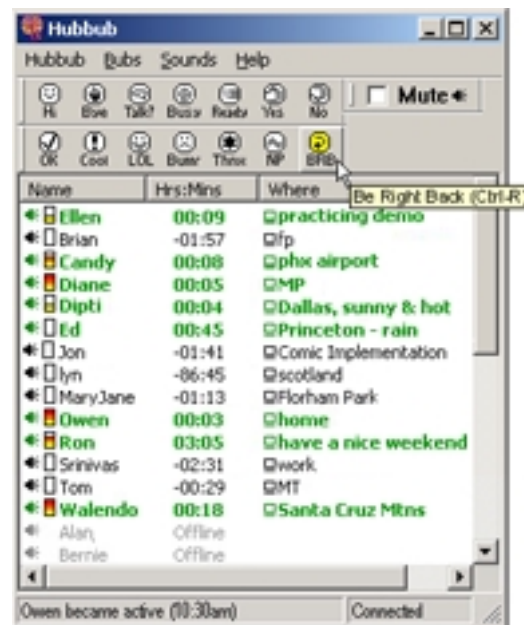 Hubbub
Hubbub Bubs Sounds Help
Hi Bye Talk? Busy Ready Yes No Mute
OK Cool LOL Bumr Thnx NP BRB
Name Hrs:Mins Where
Be Right Back (Ctrl-R)
Ellen 00:09 practicing demo
Brian -01:57 fp
Candy 00:08 phx airport
Diane 00:05 MP
Dipti 00:04 Dallas, sunny & hot
Ed 00:45 Princeton - rain
Jon -01:41 Comic Implementation
lyn -86:45 scotland
MaryJane -01:13 Florham Park
Owen 00:03 home
Ron 03:05 have a nice weekend
Srinivas -02:31 work
Tom -00:29 MT
Walendo 00:18 Santa Cruz Mtns
Alan Offline
Bernie Offline
Owen became active (10:30am) Connected